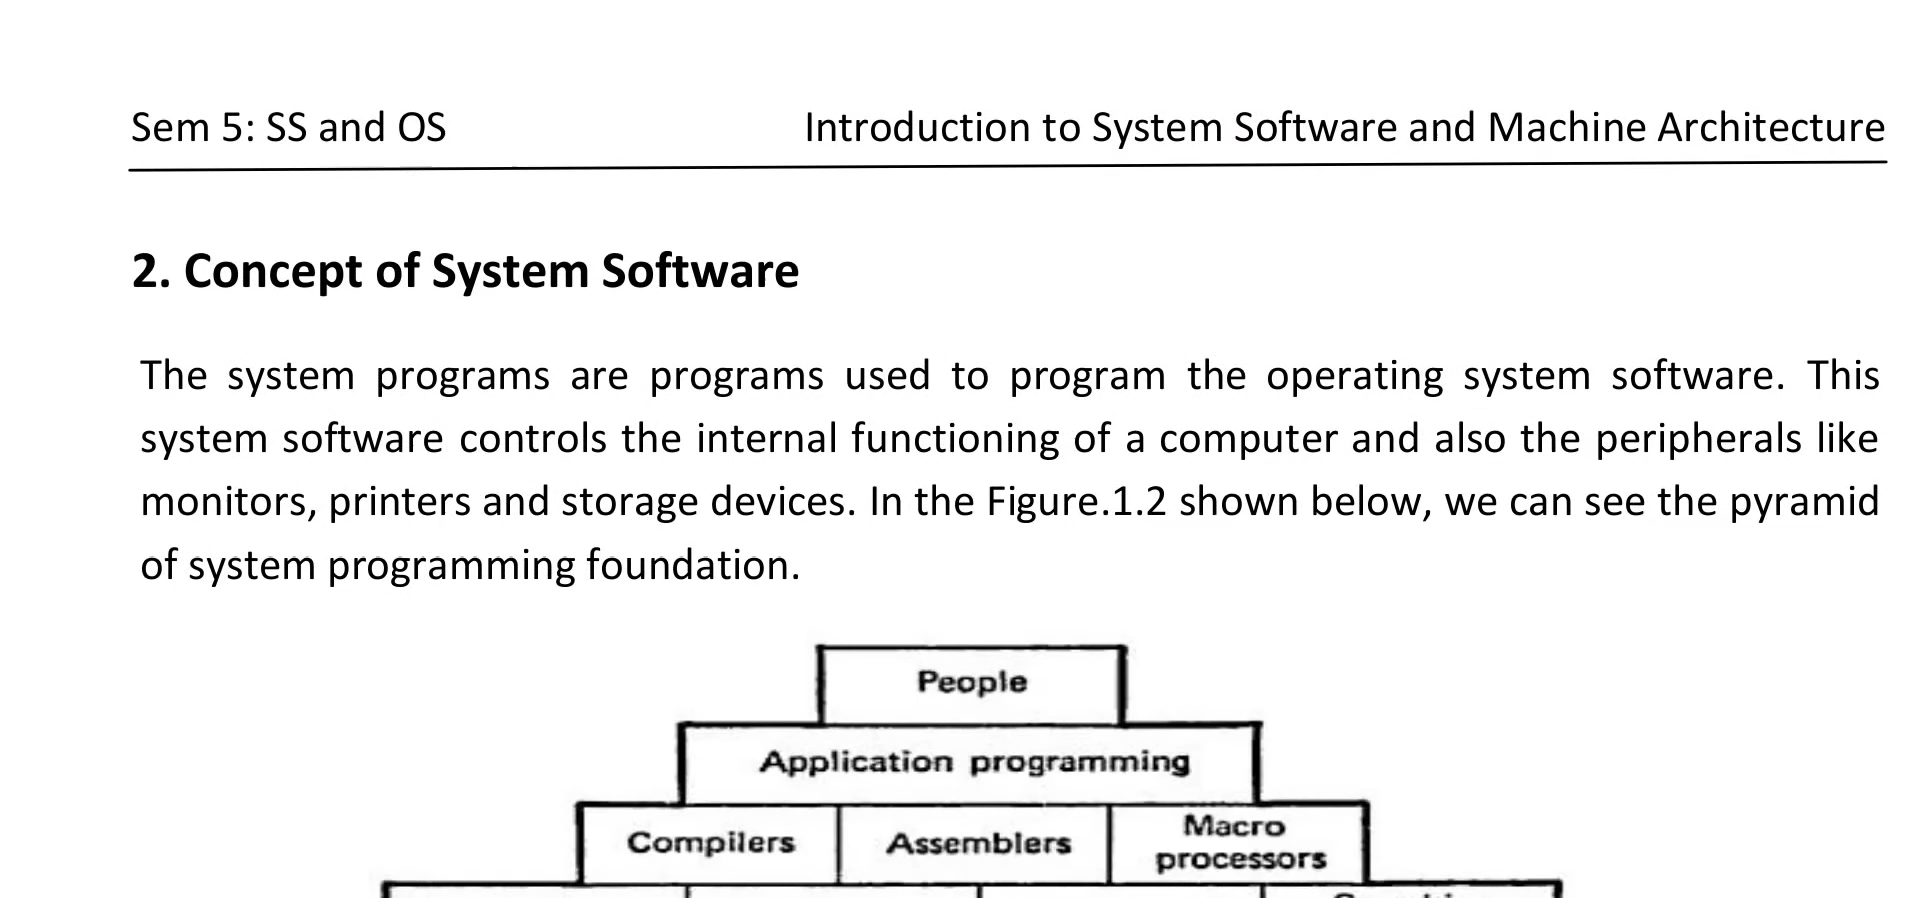 Sem 5: SS and OS Introduction to System Software and Machine Architecture
2. Concept of System Software
The system programs are programs used to program the operating system software. This
system software controls the internal functioning of a computer and also the peripherals like
monitors, printers and storage devices. In the Figure.1.2 shown below, we can see the pyramid
of system programming foundation.
People
Application programming
Compilers Assemblers Macro
processors